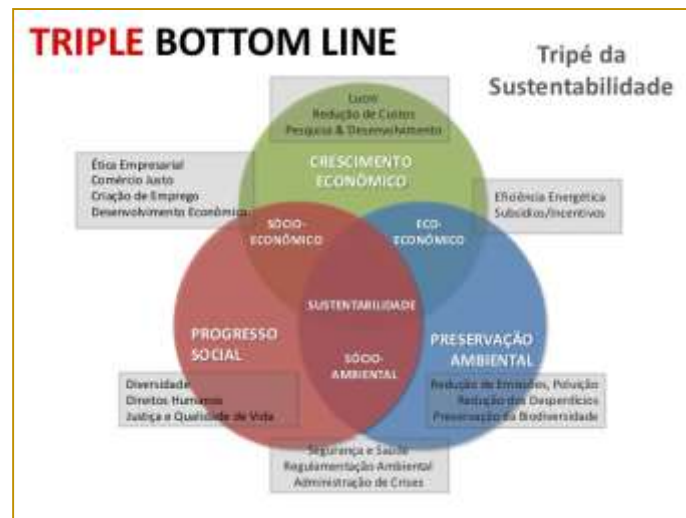 TRIPLE BOTTOM LINE
Tripé da
Sustentabilidade
Lucro
Redução de Custos
Pesquisa & Desenvolvimento
CRESCIMENTO
ECONÔMICO
Ética Empresarial
Comércio Justo
Criação de Emprego
Desenvolvimento Econômico
Eficiência Energética
Subsídios/Incentivos
SÓCIO-
ECONÔMICO
ECO-
ECONÔMICO
SUSTENTABILIDADE
PROGRESSO
SOCIAL
PRESERVAÇÃO
AMBIENTAL
SÓCIO-
AMBIENTAL
Diversidade
Direitos Humanos
Justiça e Qualidade de Vida
Redução de Emissões, Poluição
Redução dos Desperdícios
Preservação da Biodiversidade
Segurança e Saúde
Regulamentação Ambiental
Administração de Crises